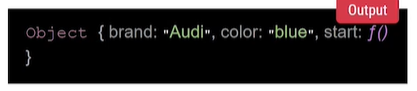 Output
Object { brand: "Audi", color: "blue", start: f()
}